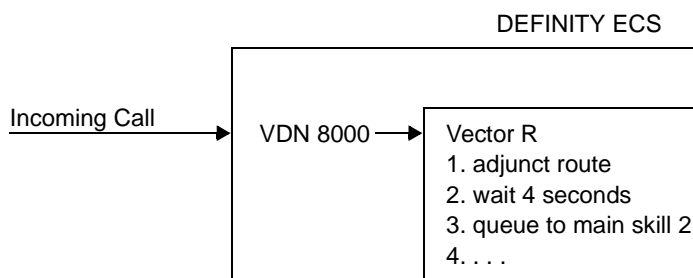 DEFINITY ECS
Incoming Call
VDN 8000
Vector R
1. adjunct route
2. wait 4 seconds
3. queue to main skill 2
4. . . .